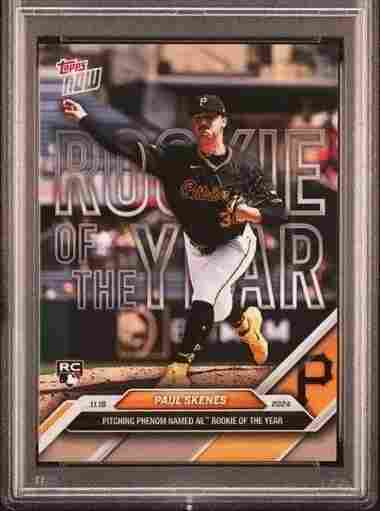 Topps
NOW
P
ROOKIE
OF
THE YEAR
Pirates
RC
11.18
PAUL SKENES
2024
PITCHING PHENOM NAMED ROOKIE OF THE YEAR
P